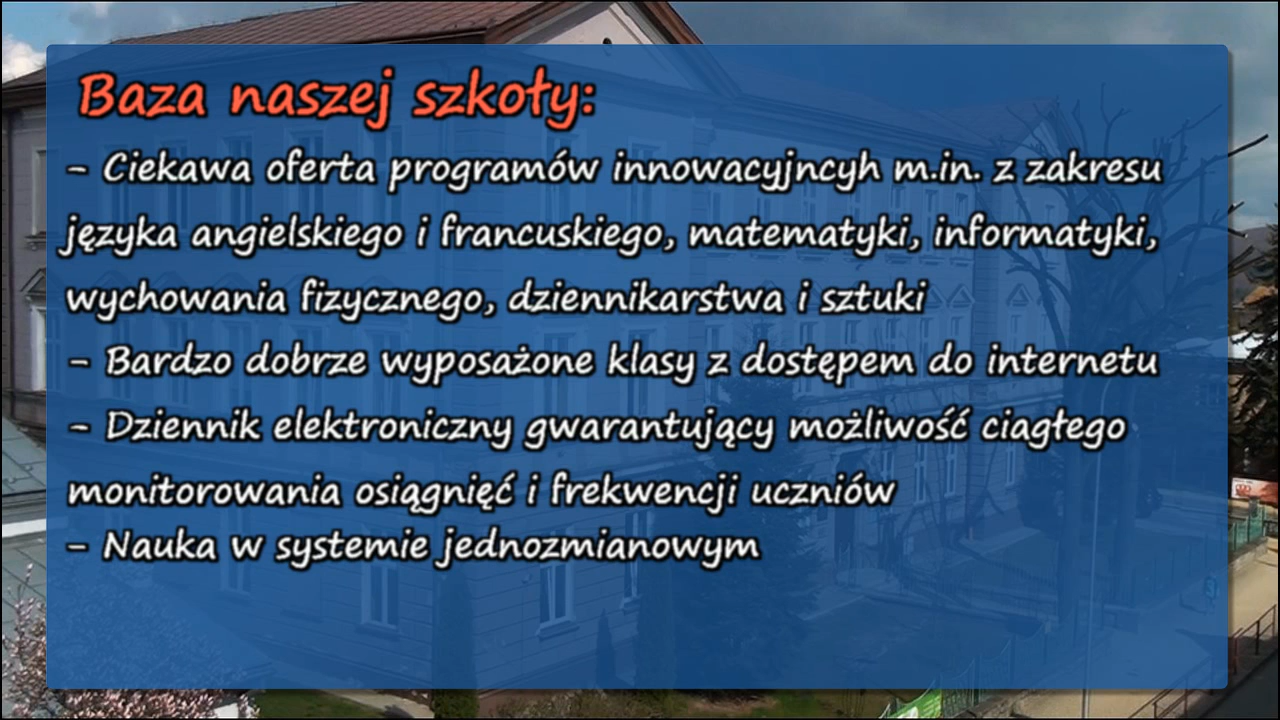 Baza naszej szkoły:
- Ciekawa oferta programów innowacyjncyh m.in. z zakresu
języka angielskiego i francuskiego, matematyki, informatyki,
wychowania fizycznego, dziennikarstwa i sztuki
- Bardzo dobrze wyposażone klasy z dostępem do internetu
- Dziennik elektroniczny gwarantujący możliwość ciagłego
monitorowania osiągnięć i frekwencji uczniów
- Nauka w systemie jednozmianowym